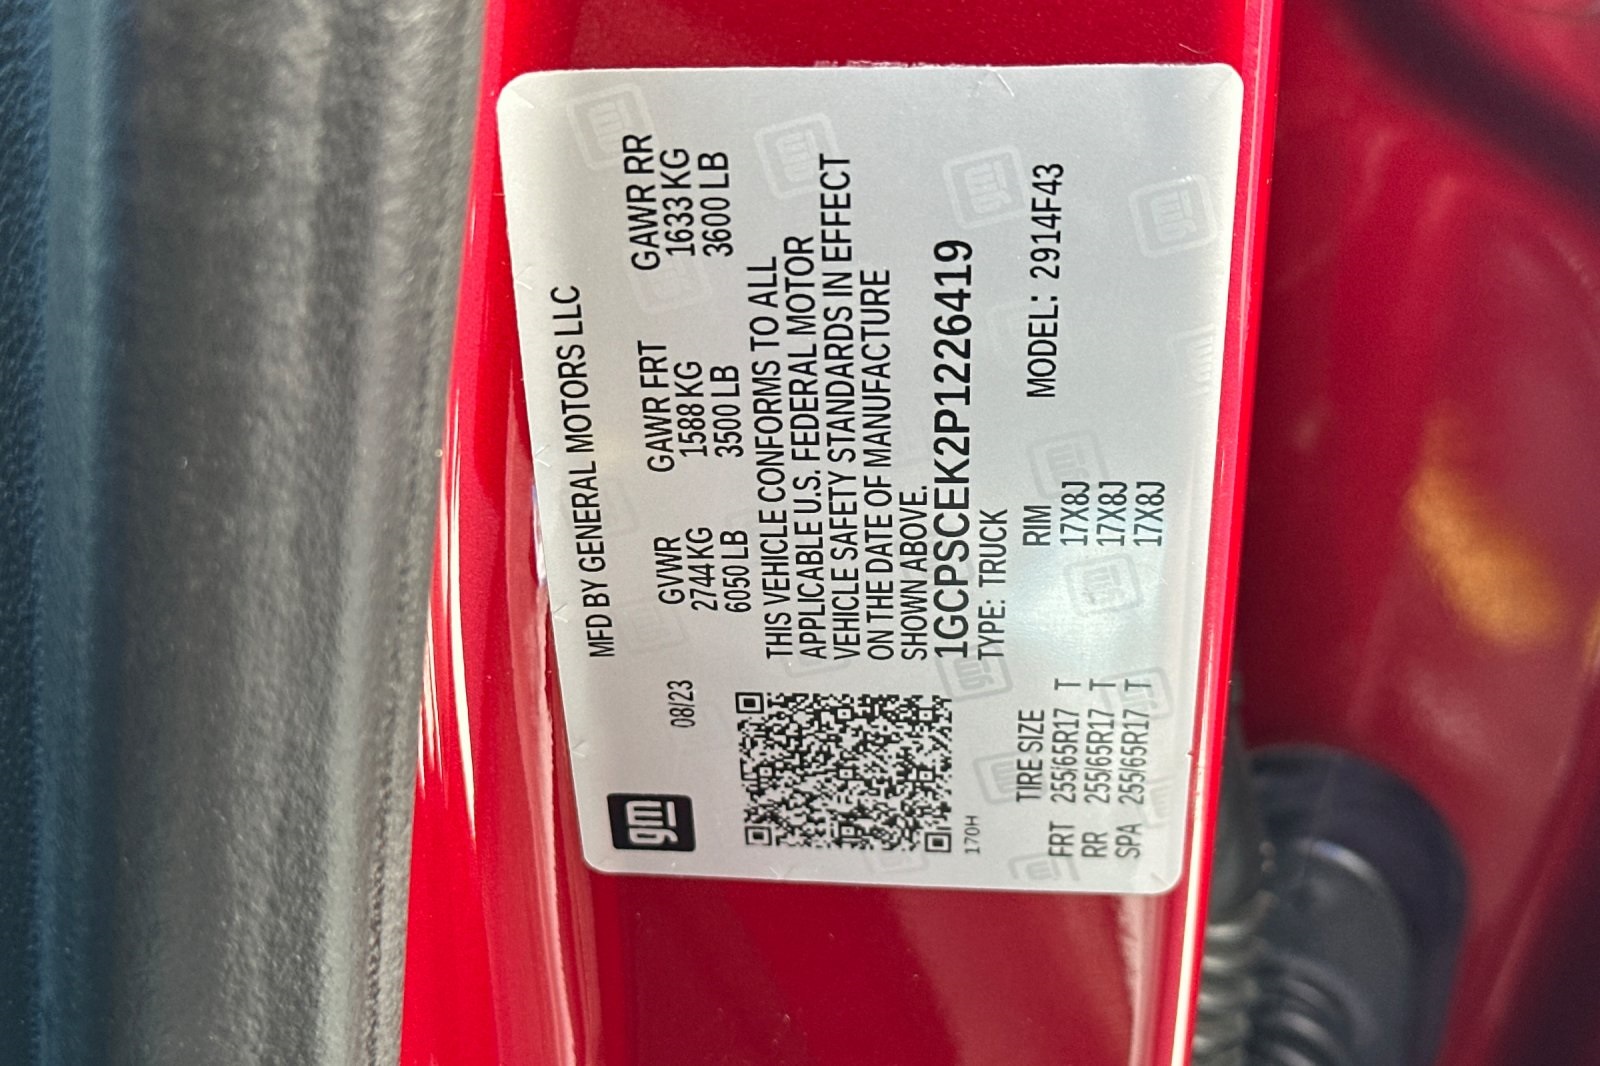 gm
MFD BY GENERAL MOTORS LLC
08/23
GVWR GAWR FRT GAWR RR
2744 KG 1588 KG 1633 KG
6050 LB 3500 LB 3600 LB
THIS VEHICLE CONFORMS TO ALL
APPLICABLE U.S. FEDERAL MOTOR
VEHICLE SAFETY STANDARDS IN EFFECT
ON THE DATE OF MANUFACTURE
SHOWN ABOVE.
1GCPSCEK2P1226419
170H
TYPE: TRUCK
TIRE SIZE RIM MODEL: 2914F43
FRT 255/65R17 T 17X8J
RR 255/65R17 T 17X8J
SPA 255/65R17 T 17X8J